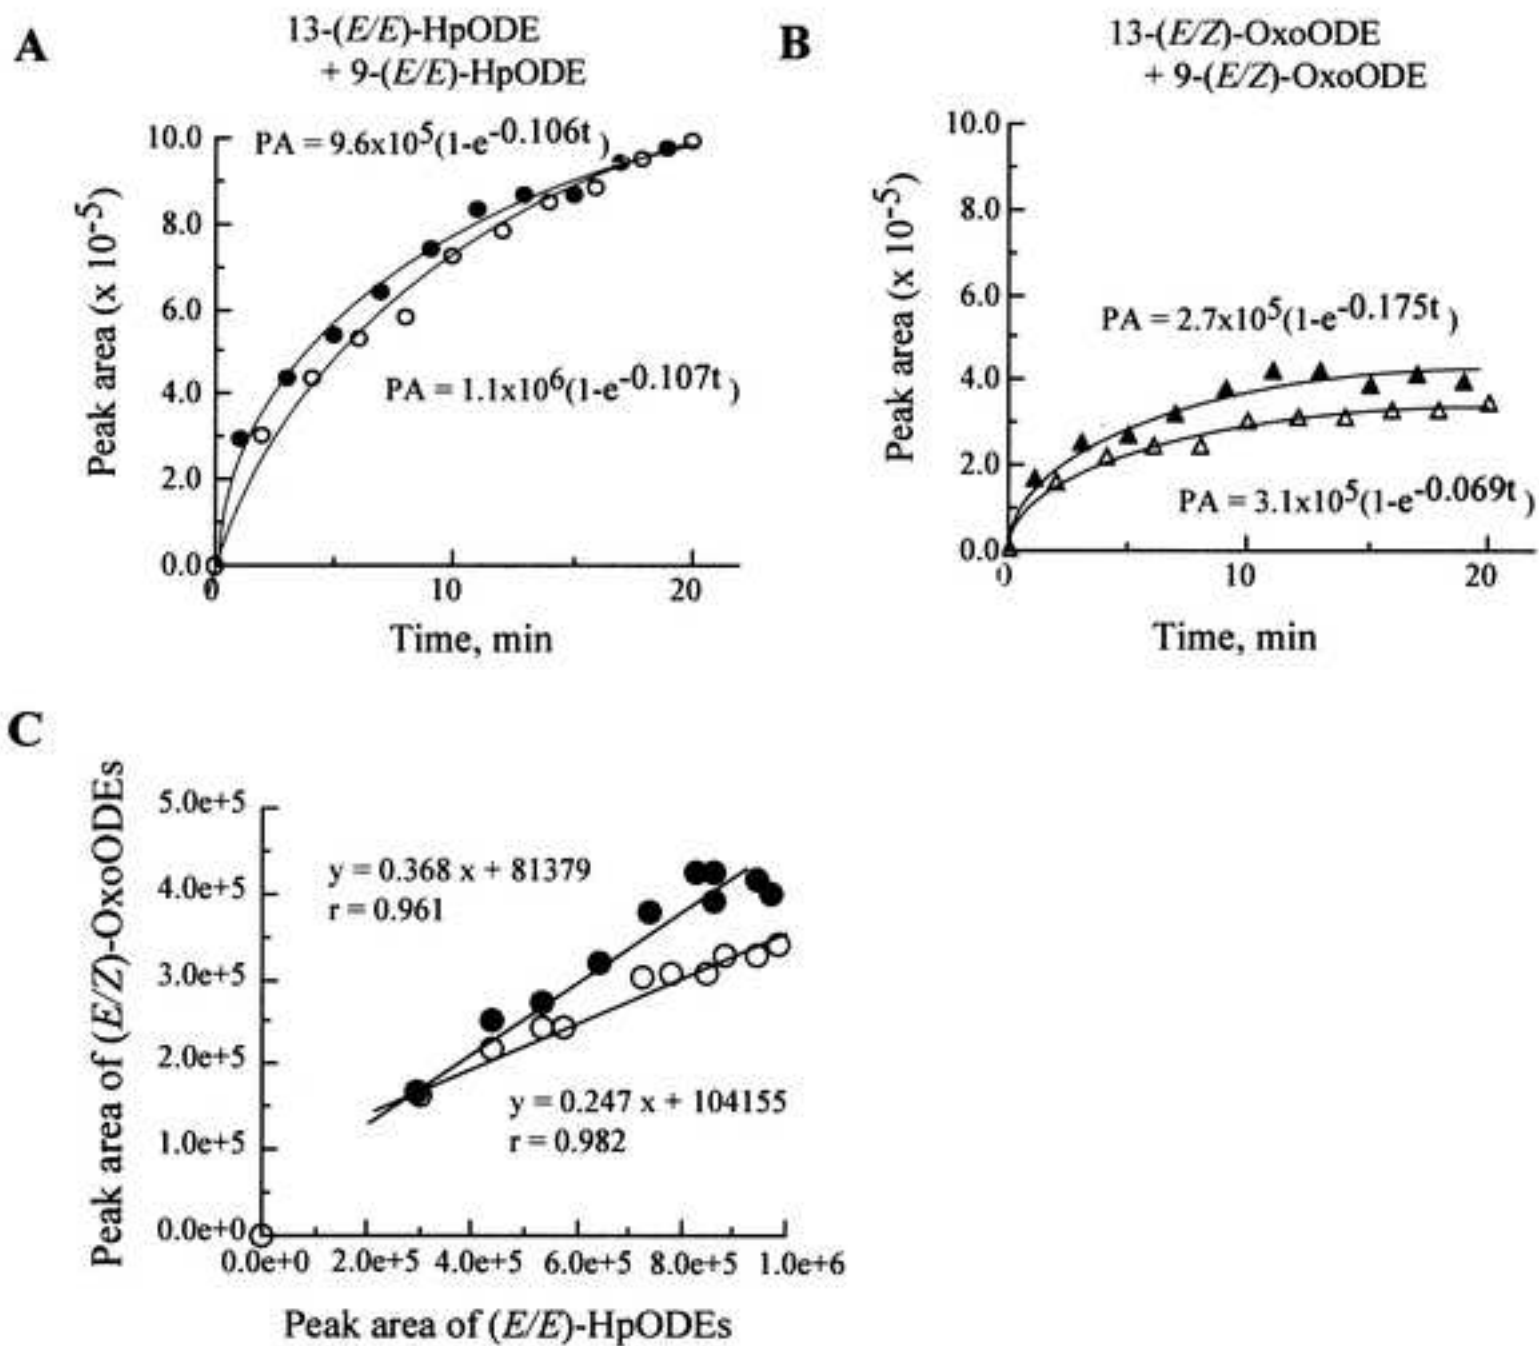 A
13-(E/E)-HpODE
+ 9-(E/E)-HpODE
PA = 9.6x10^5(1-e^-0.106t)
PA = 1.1x10^6(1-e^-0.107t)
Peak area (x 10^-5)
10.0
8.0
6.0
4.0
2.0
0.0
0 10 20
Time, min
B
13-(E/Z)-OxoODE
+ 9-(E/Z)-OxoODE
PA = 2.7x10^5(1-e^-0.175t)
PA = 3.1x10^5(1-e^-0.069t)
Peak area (x 10^-5)
10.0
8.0
6.0
4.0
2.0
0.0
0 10 20
Time, min
C
Peak area of (E/Z)-OxoODEs
5.0e+5
4.0e+5
3.0e+5
2.0e+5
1.0e+5
0.0e+0
y = 0.368 x + 81379
r = 0.961
y = 0.247 x + 104155
r = 0.982
0.0e+0 2.0e+5 4.0e+5 6.0e+5 8.0e+5 1.0e+6
Peak area of (E/E)-HpODEs